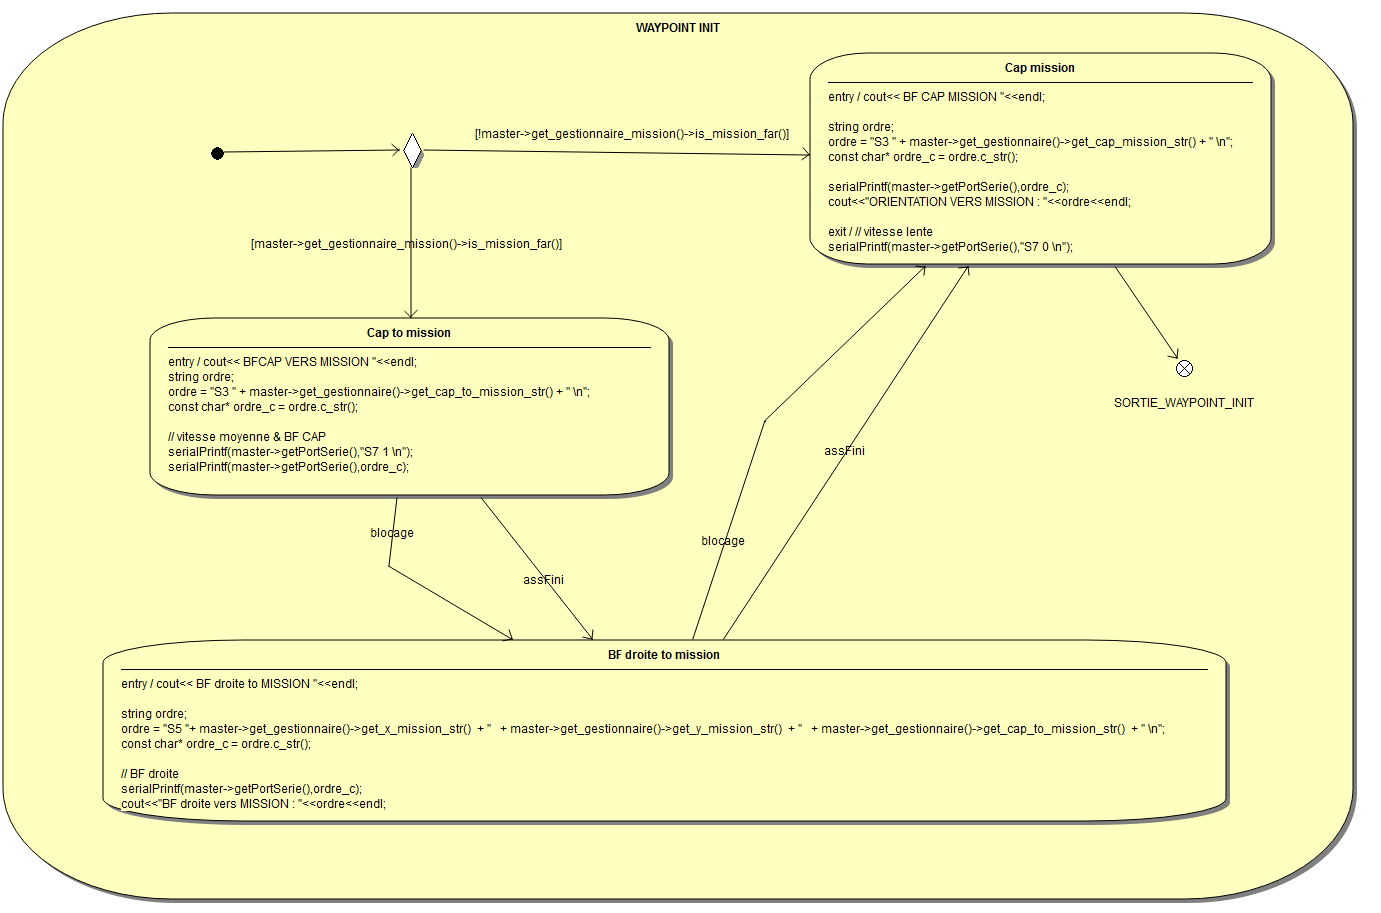 WAYPOINT INIT
Cap mission
entry / cout<< BF CAP MISSION "<<endl;
string ordre;
ordre = "S3 " + master->get_gestionnaire()->get_cap_mission_str() + " \n";
const char* ordre_c = ordre.c_str();
serialPrintf(master->getPortSerie(),ordre_c);
cout<<"ORIENTATION VERS MISSION : "<<ordre<<endl;
exit / // vitesse lente
serialPrintf(master->getPortSerie(),"S7 0 \n");
[!master->get_gestionnaire_mission()->is_mission_far()]
[master->get_gestionnaire_mission()->is_mission_far()]
Cap to mission
entry / cout<< BFCAP VERS MISSION "<<endl;
string ordre;
ordre = "S3 " + master->get_gestionnaire()->get_cap_to_mission_str() + " \n";
const char* ordre_c = ordre.c_str();
// vitesse moyenne & BF CAP
serialPrintf(master->getPortSerie(),"S7 1 \n");
serialPrintf(master->getPortSerie(),ordre_c);
SORTIE_WAYPOINT_INIT
assFini
blocage
blocage
assFini
BF droite to mission
entry / cout<< BF droite to MISSION "<<endl;
string ordre;
ordre = "S5 "+ master->get_gestionnaire()->get_x_mission_str() + "  + master->get_gestionnaire()->get_y_mission_str() + "  + master->get_gestionnaire()->get_cap_to_mission_str() + " \n";
const char* ordre_c = ordre.c_str();
// BF droite
serialPrintf(master->getPortSerie(),ordre_c);
cout<<"BF droite vers MISSION : "<<ordre<<endl;